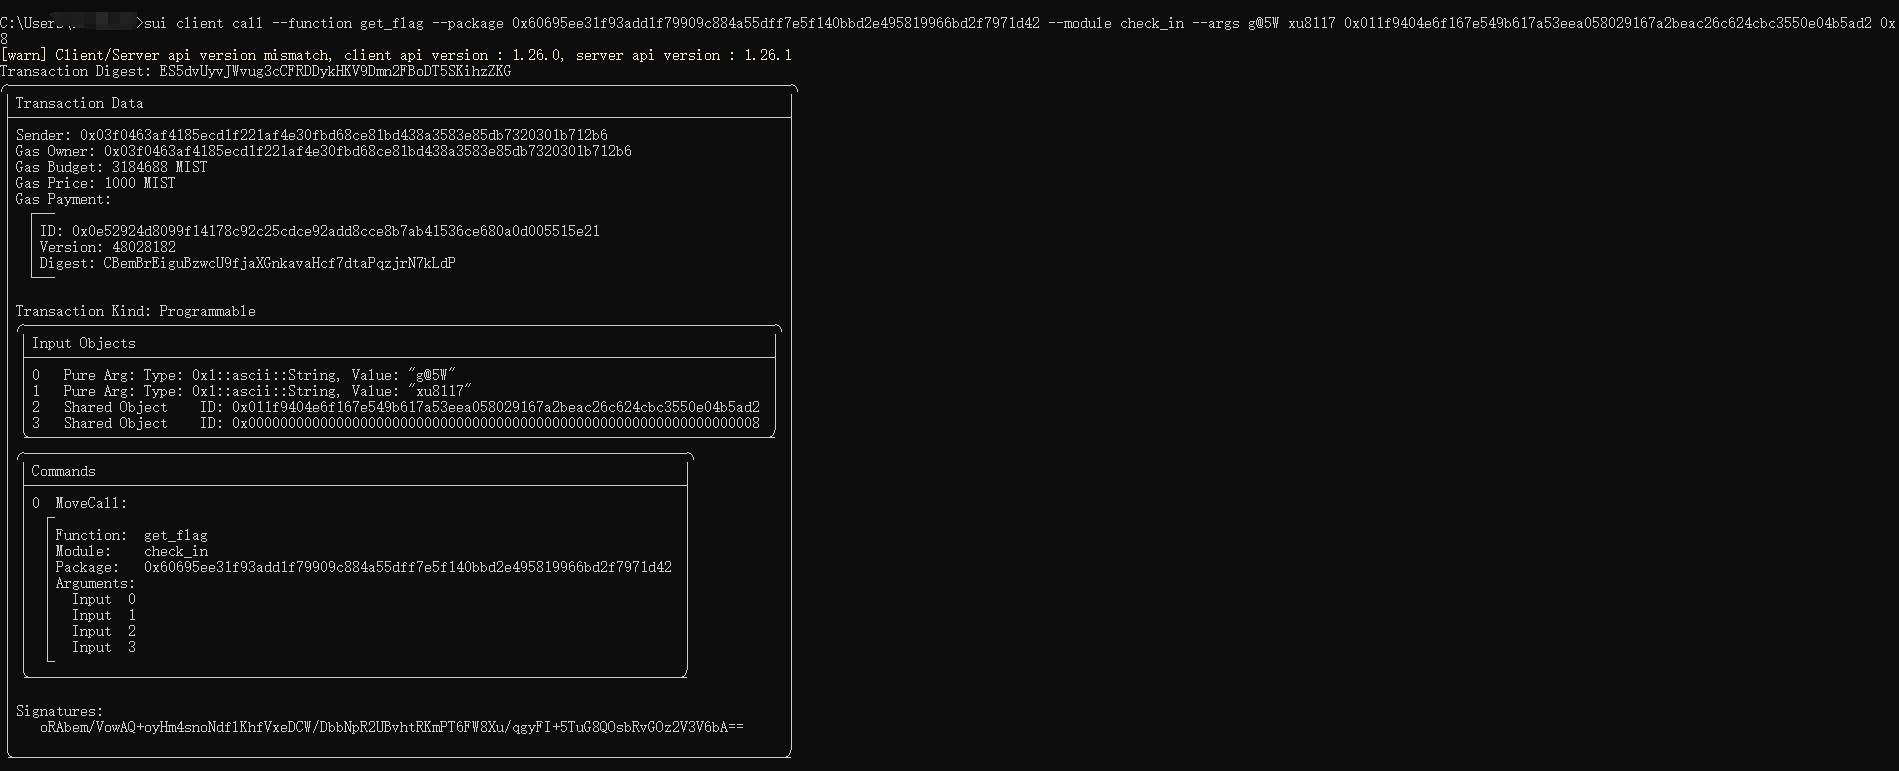 C:\Users\>sui client call --function get_flag --package 0x60695ee31f93add1f79909c884a55dff7e5f140bbd2e495819966bd2f7971d42 --module check_in --args g@5W xu8117 0x011f9404e6f167e549b617a53eea058029167a2beac26c624cbc3550e04b5ad2 0x
8
[warn] Client/Server api version mismatch, client api version : 1.26.0, server api version : 1.26.1
Transaction Digest: ES5dvUyvJWvug3cCFRDDykHKV9Dmn2FBoDT5SKihzZKG
Transaction Data
Sender: 0x03f0463af4185ecd1f221af4e30fbd68ce81bd438a3583e85db7320301b712b6
Gas Owner: 0x03f0463af4185ecd1f221af4e30fbd68ce81bd438a3583e85db7320301b712b6
Gas Budget: 3184688 MIST
Gas Price: 1000 MIST
Gas Payment:
ID: 0x0e52924d8099f14178c92c25cdce92add8cce8b7ab41536ce680a0d005515e21
Version: 48028182
Digest: CBemBrEiguBzwcU9fjaXGnkavaHcf7dtaPqzjrN7kLdP
Transaction Kind: Programmable
Input Objects
0 Pure Arg: Type: 0x1::ascii::String, Value: "g@5W"
1 Pure Arg: Type: 0x1::ascii::String, Value: "xu8117"
2 Shared Object ID: 0x011f9404e6f167e549b617a53eea058029167a2beac26c624cbc3550e04b5ad2
3 Shared Object ID: 0x0000000000000000000000000000000000000000000000000000000000000008
Commands
0 MoveCall:
Function: get_flag
Module: check_in
Package: 0x60695ee31f93add1f79909c884a55dff7e5f140bbd2e495819966bd2f7971d42
Arguments:
Input 0
Input 1
Input 2
Input 3
Signatures:
oRAbem/VowAQ+oyHm4snoNdf1KhfVxeDCW/DbbNpR2UBvhtRKmPT6FW8Xu/qgyFI+5TuG8QOsbRvGOz2V3V6bA==